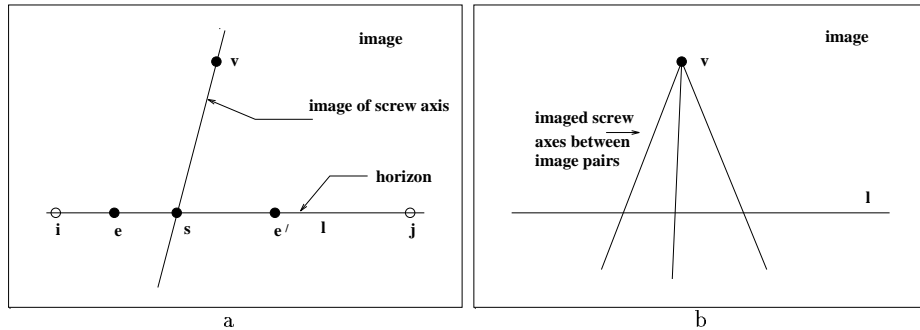 image
v
image of screw axis
horizon
i e s e / l j
a
image
v
imaged screw
axes between
image pairs
l
b